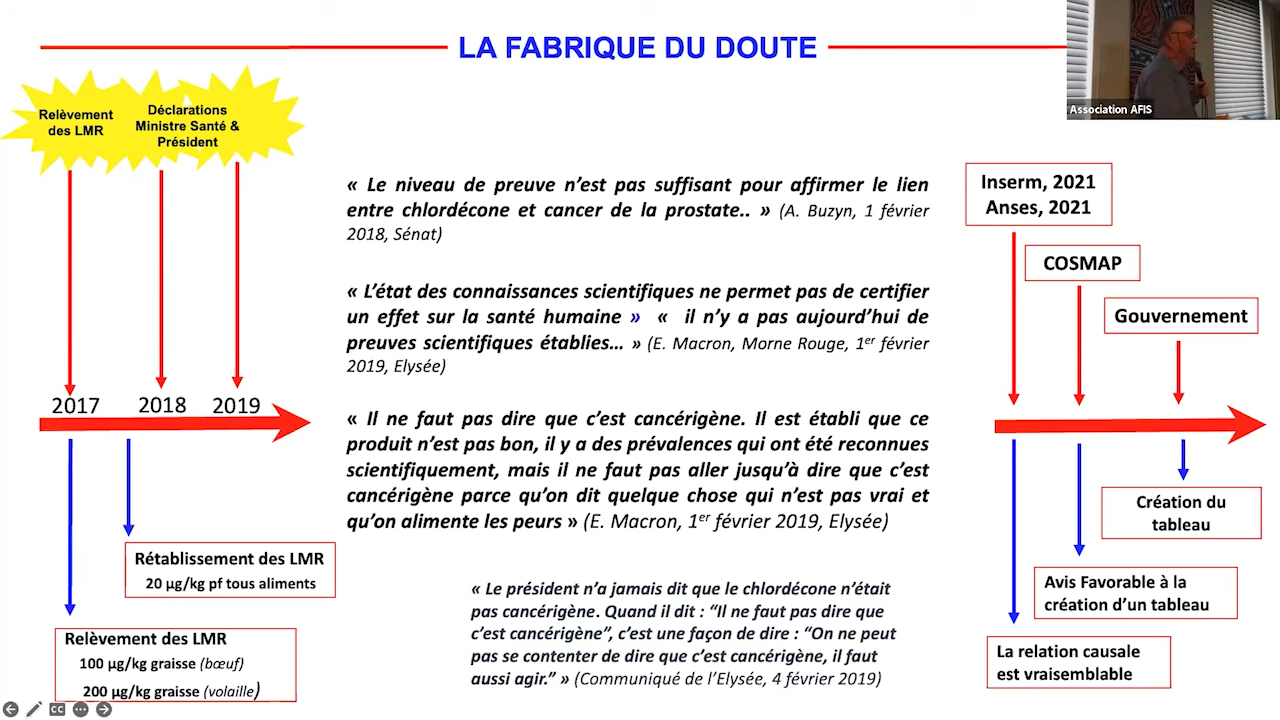 LA FABRIQUE DU DOUTE
Association AFIS
Relèvement
des LMR
Déclarations
Ministre Santé &
Président
« Le niveau de preuve n’est pas suffisant pour affirmer le lien
entre chlordécone et cancer de la prostate.. » (A. Buzyn, 1 février
2018, Sénat)
« L’état des connaissances scientifiques ne permet pas de certifier
un effet sur la santé humaine » « il n’y a pas aujourd’hui de
preuves scientifiques établies… » (E. Macron, Morne Rouge, 1er février
2019, Elysée)
« Il ne faut pas dire que c’est cancérigène. Il est établi que ce
produit n’est pas bon, il y a des prévalences qui ont été reconnues
scientifiquement, mais il ne faut pas aller jusqu’à dire que c’est
cancérigène parce qu’on dit quelque chose qui n’est pas vrai et
qu’on alimente les peurs » (E. Macron, 1er février 2019, Elysée)
« Le président n’a jamais dit que le chlordécone n’était
pas cancérigène. Quand il dit : “Il ne faut pas dire que
c’est cancérigène”, c’est une façon de dire : “On ne peut
pas se contenter de dire que c’est cancérigène, il faut
aussi agir.” » (Communiqué de l’Elysée, 4 février 2019)
2017 2018 2019
Rétablissement des LMR
20 µg/kg pf tous aliments
Relèvement des LMR
100 µg/kg graisse (bœuf)
200 µg/kg graisse (volaille)
Inserm, 2021
Anses, 2021
COSMAP
Gouvernement
Création du
tableau
Avis Favorable à la
création d’un tableau
La relation causale
est vraisemblable
CC